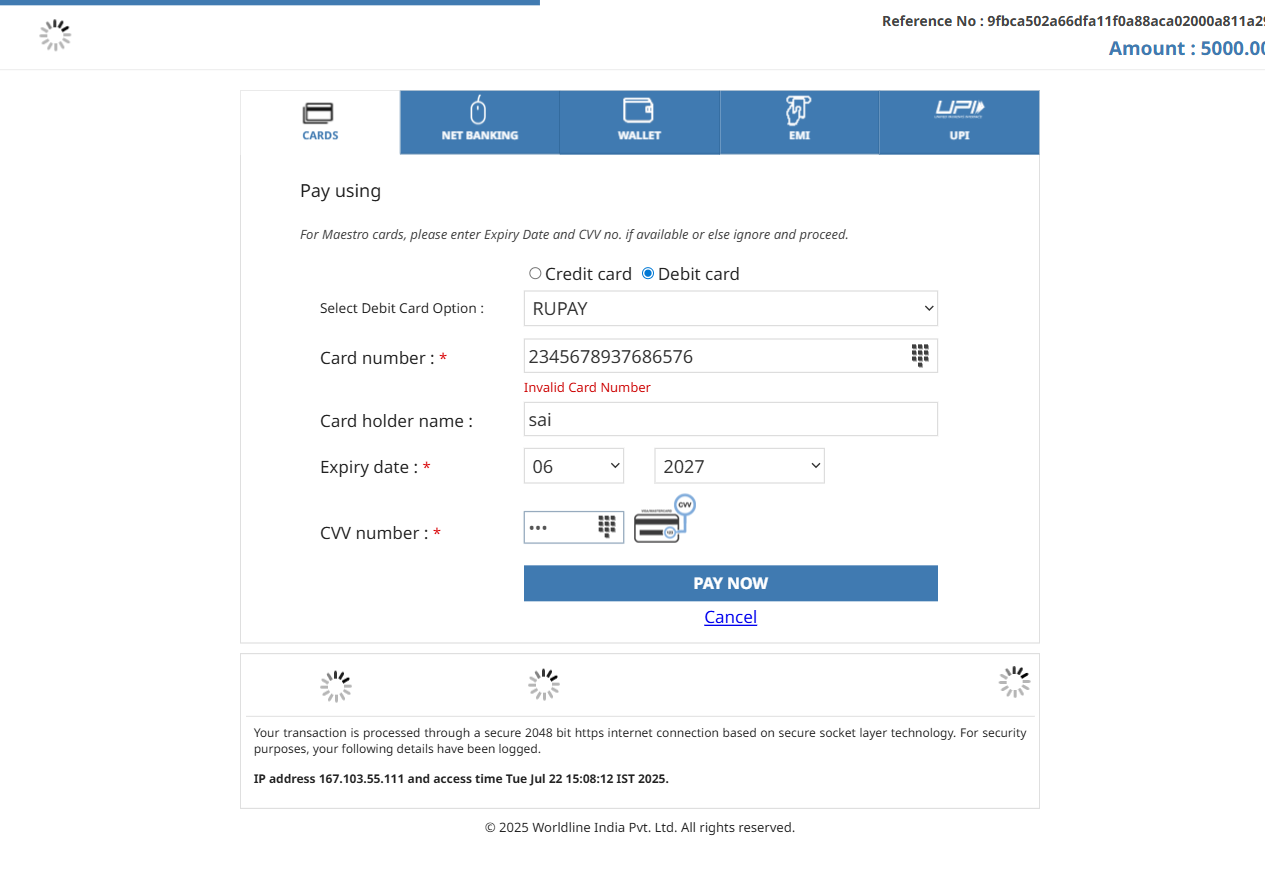 Reference No : 9fbca502a66dfa11f0a88aca02000a811a29
Amount : 5000.00
CARDS
NET BANKING
WALLET
EMI
UPI
UPI
Pay using
For Maestro cards, please enter Expiry Date and CVV no. if available or else ignore and proceed.
Credit card Debit card
Select Debit Card Option : RUPAY
Card number : * 2345678937686576
Invalid Card Number
Card holder name : sai
Expiry date : * 06 2027
CVV
CVV number : * •••
PAY NOW
Cancel
Your transaction is processed through a secure 2048 bit https internet connection based on secure socket layer technology. For security
purposes, your following details have been logged.
IP address 167.103.55.111 and access time Tue Jul 22 15:08:12 IST 2025.
© 2025 Worldline India Pvt. Ltd. All rights reserved.